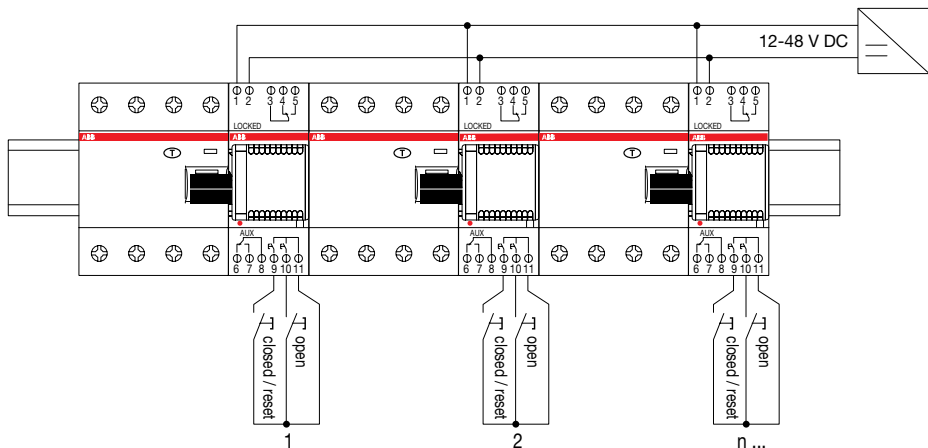 12-48 V DC
1 2 3 4 5
1 2 3 4 5
1 2 3 4 5
LOCKED
LOCKED
LOCKED
ABB
ABB
ABB
ABB
ABB
ABB
T
T
T
AUX
AUX
AUX
6 7 8 9 10 11
6 7 8 9 10 11
6 7 8 9 10 11
closed / reset
open
closed / reset
open
closed / reset
open
1
2
n ...